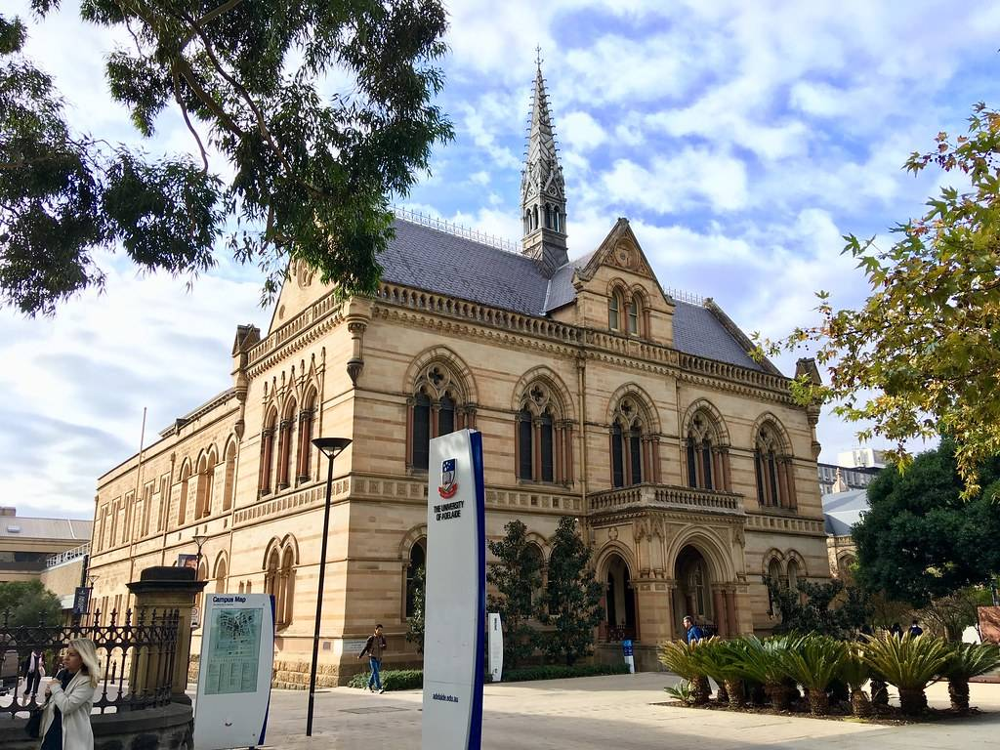 THE UNIVERSITY
OF ADELAIDE
adelaide.edu.au
Campus Map